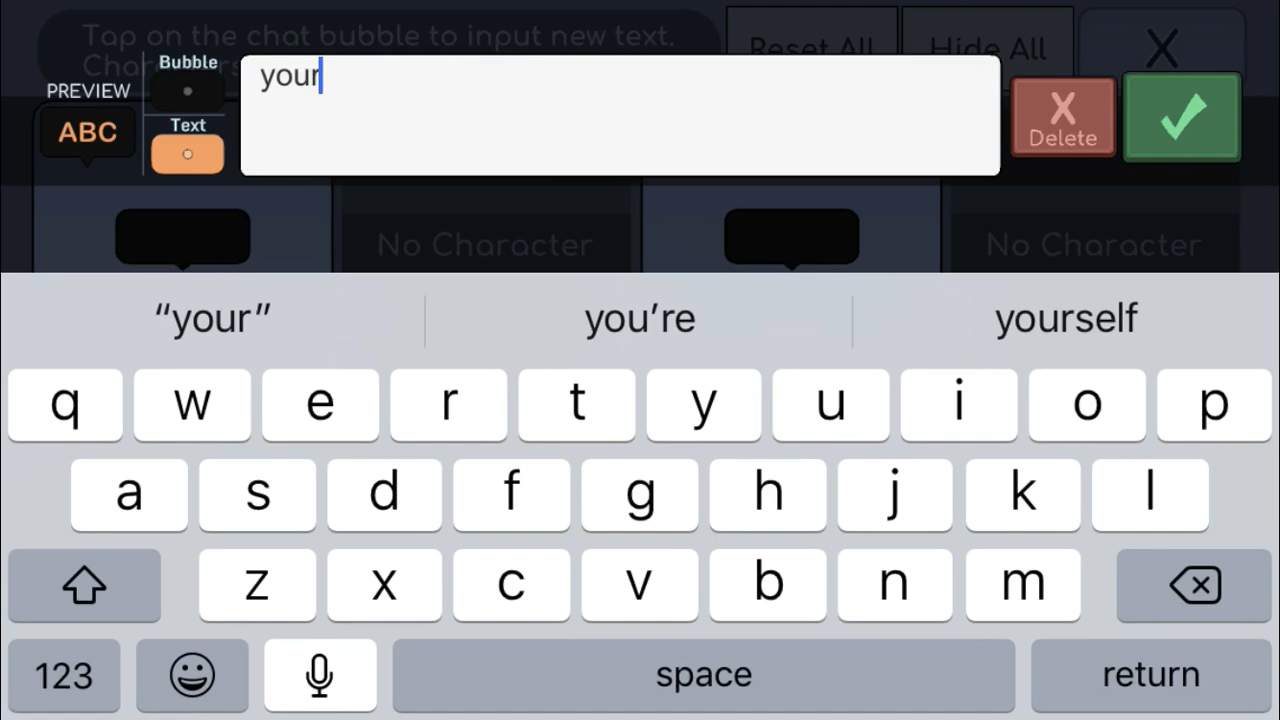 Tap on the chat bubble to input new text.
Reset All
Hide All
X
Bubble
PREVIEW
ABC
Text
your
X
Delete
No Character
No Character
“your”
you’re
yourself
q w e r t y u i o p
a s d f g h j k l
z x c v b n m
123
space
return